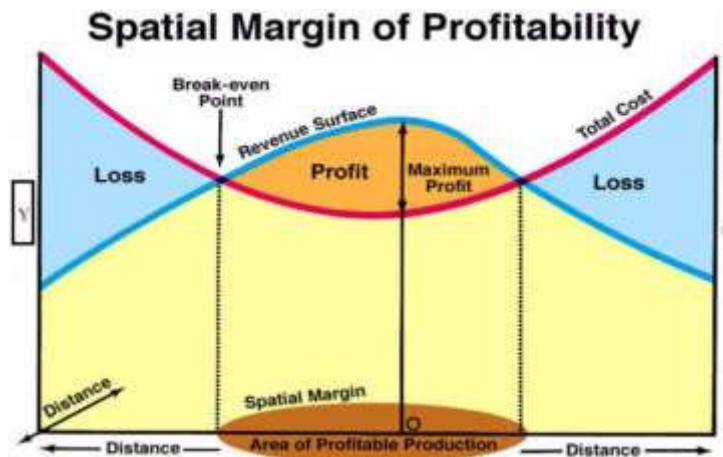 Spatial Margin of Profitability
Break-even
Point
Revenue Surface
Total Cost
Loss
Profit
Maximum
Profit
Loss
Y
Distance
Spatial Margin
O
Distance
Area of Profitable Production
Distance